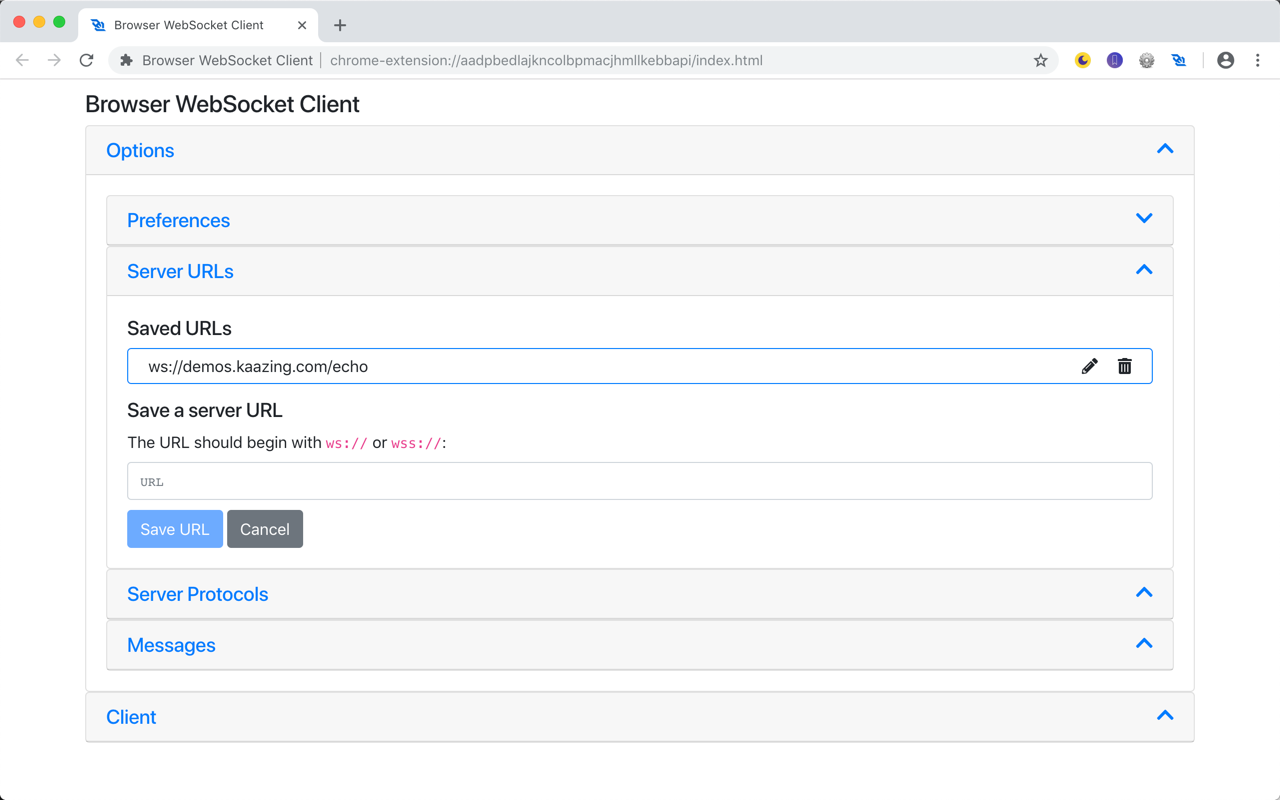 Browser WebSocket Client
Browser WebSocket Client | chrome-extension://aadpbedlajkncolbpmacjhmllkebbapi/index.html
Browser WebSocket Client
Options
Preferences
Server URLs
Saved URLs
ws://demos.kaazing.com/echo
Save a server URL
The URL should begin with ws:// or wss://:
URL
Save URL Cancel
Server Protocols
Messages
Client